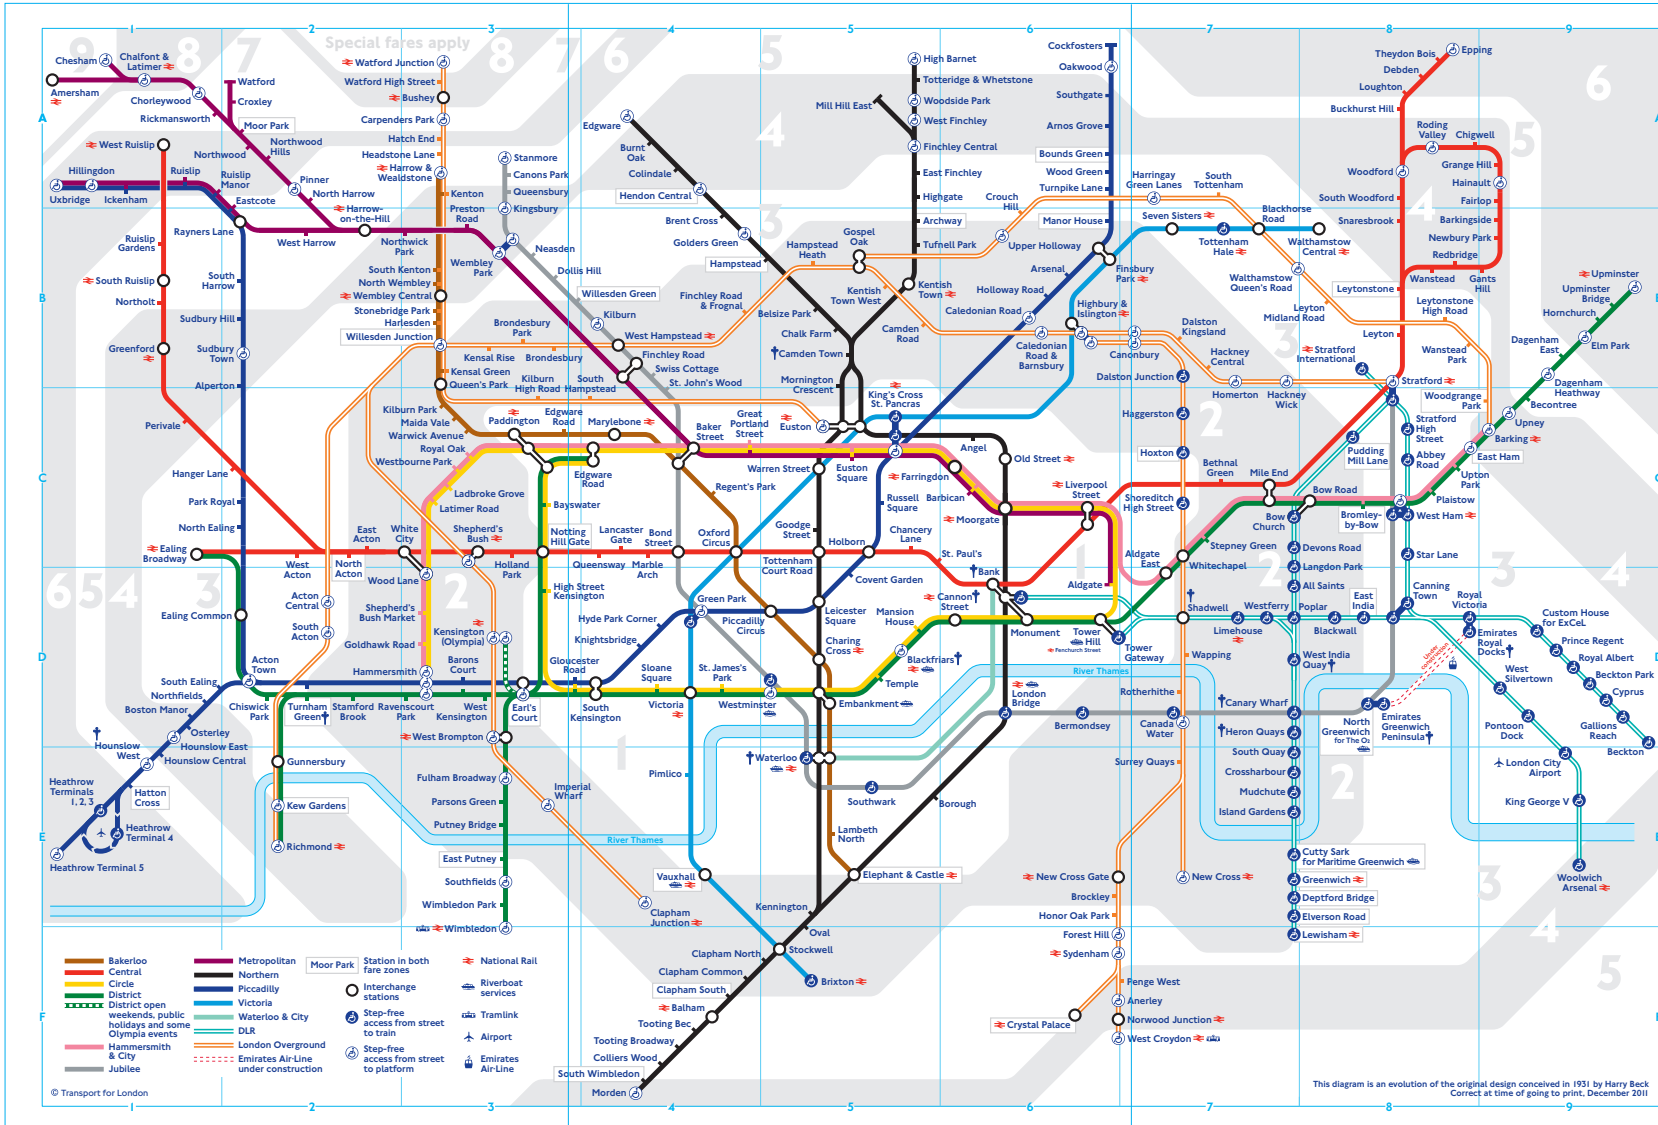 1 2 3 4 5 6 7 8 9
A
B
C
D
E
F
Special fares apply
9 8 7 8 7 6 5 6
Chesham
Chalfont &
Latimer
Amersham
Chorleywood
Rickmansworth
Watford
Croxley
Moor Park
Northwood
Northwood
Hills
West Ruislip
Hillingdon
Uxbridge
Ickenham
Ruislip
Ruislip
Manor
Eastcote
Pinner
North Harrow
Harrow-
on-the-Hill
Rayners Lane
West Harrow
Northwick
Park
Preston
Road
Wembley
Park
Ruislip
Gardens
South Ruislip
Northolt
Greenford
South
Harrow
Sudbury Hill
Sudbury
Town
Alperton
Perivale
Hanger Lane
Park Royal
North Ealing
Ealing
Broadway
West
Acton
North
Acton
East
Acton
White
City
Wood Lane
Shepherd's
Bush
Holland
Park
Notting
Hill Gate
Queensway
Lancaster
Gate
Marble
Arch
Bond
Street
Oxford
Circus
Tottenham
Court Road
Holborn
Chancery
Lane
St. Paul's
Bank
Liverpool
Street
Bethnal
Green
Mile End
Stratford
Watford Junction
Watford High Street
Bushey
Carpenders Park
Hatch End
Headstone Lane
Harrow &
Wealdstone
Kenton
South Kenton
North Wembley
Wembley Central
Stonebridge Park
Harlesden
Willesden Junction
Kensal Green
Queen's Park
Kilburn Park
Maida Vale
Warwick Avenue
Royal Oak
Westbourne Park
Ladbroke Grove
Latimer Road
Paddington
Edgware
Road
Marylebone
Edgware
Road
Bayswater
Stanmore
Canons Park
Queensbury
Kingsbury
Neasden
Dollis Hill
Willesden Green
Kilburn
West Hampstead
Finchley Road
Swiss Cottage
St. John's Wood
Brondesbury
Park
Kensal Rise
Brondesbury
Kilburn
High Road
South
Hampstead
Finchley Road
& Frognal
Hampstead
Heath
Gospel
Oak
Edgware
Burnt
Oak
Colindale
Hendon Central
Brent Cross
Golders Green
Hampstead
Belsize Park
Chalk Farm
Camden Town
Mornington
Crescent
Euston
High Barnet
Totteridge & Whetstone
Mill Hill East
Woodside Park
West Finchley
Finchley Central
East Finchley
Highgate
Archway
Tufnell Park
Kentish
Town
Kentish
Town West
Camden
Road
Cockfosters
Oakwood
Southgate
Arnos Grove
Bounds Green
Wood Green
Turnpike Lane
Manor House
Crouch
Hill
Upper Holloway
Harringay
Green Lanes
South
Tottenham
Seven Sisters
Tottenham
Hale
Blackhorse
Road
Walthamstow
Central
Walthamstow
Queen's Road
Leyton
Midland Road
Leytonstone
High Road
Wanstead
Park
Woodgrange
Park
Finsbury
Park
Arsenal
Holloway Road
Caledonian Road
Highbury &
Islington
Caledonian
Road &
Barnsbury
Canonbury
Dalston
Kingsland
Hackney
Central
Homerton
Hackney
Wick
Dalston Junction
Haggerston
Hoxton
Shoreditch
High Street
Theydon Bois
Epping
Debden
Loughton
Buckhurst Hill
Roding
Valley
Chigwell
Grange Hill
Hainault
Fairlop
Barkingside
Newbury Park
Redbridge
Wanstead
Gants
Hill
Woodford
South Woodford
Snaresbrook
Leytonstone
Leyton
Stratford
International
Upminster
Upminster
Bridge
Hornchurch
Elm Park
Dagenham
East
Dagenham
Heathway
Becontree
Upney
Barking
East Ham
Upton
Park
Plaistow
West Ham
Bromley-
by-Bow
Bow Road
Bow
Church
Pudding
Mill Lane
Stratford
High
Street
Abbey
Road
Star Lane
Canning
Town
King's Cross
St. Pancras
Great
Portland
Street
Baker
Street
Warren Street
Euston
Square
Regent's Park
Goodge
Street
Russell
Square
Farringdon
Barbican
Moorgate
Angel
Old Street
Aldgate
East
Aldgate
Stepney Green
Whitechapel
Devons Road
Langdon Park
All Saints
Poplar
East
India
Blackwall
Westferry
Limehouse
Shadwell
Wapping
Rotherhithe
Canada
Water
Surrey Quays
West India
Quay
Canary Wharf
Heron Quays
South Quay
Crossharbour
Mudchute
Island Gardens
Cutty Sark
for Maritime Greenwich
Greenwich
Deptford Bridge
Elverson Road
Lewisham
North
Greenwich
for The O2
Emirates
Greenwich
Peninsula
Under
construction
Royal
Victoria
Emirates
Royal
Docks
Custom House
for ExCeL
Prince Regent
Royal Albert
Beckton Park
Cyprus
Gallions
Reach
Beckton
West
Silvertown
Pontoon
Dock
London City
Airport
King George V
Woolwich
Arsenal
Ealing Common
Acton
Central
South
Acton
Acton
Town
South Ealing
Northfields
Boston Manor
Osterley
Hounslow East
Hounslow Central
Hounslow
West
Hatton
Cross
Heathrow
Terminals
1, 2, 3
Heathrow
Terminal 4
Heathrow Terminal 5
Chiswick
Park
Turnham
Green
Stamford
Brook
Ravenscourt
Park
West
Kensington
Barons
Court
Hammersmith
Goldhawk Road
Shepherd's
Bush Market
Kensington
(Olympia)
High Street
Kensington
Earl's
Court
Gloucester
Road
South
Kensington
Knightsbridge
Hyde Park Corner
Green Park
Piccadilly
Circus
Leicester
Square
Covent Garden
Charing
Cross
Sloane
Square
Victoria
St. James's
Park
Westminster
Embankment
Temple
Blackfriars
Mansion
House
Cannon
Street
Monument
Tower
Hill
Fenchurch Street
Tower
Gateway
River Thames
London
Bridge
Bermondsey
Waterloo
Southwark
Borough
Lambeth
North
Elephant & Castle
Pimlico
Vauxhall
Kennington
Oval
Stockwell
Brixton
Clapham North
Clapham Common
Clapham South
Balham
Tooting Bec
Tooting Broadway
Colliers Wood
South Wimbledon
Morden
Gunnersbury
Kew Gardens
Richmond
West Brompton
Fulham Broadway
Parsons Green
Putney Bridge
East Putney
Southfields
Wimbledon Park
Wimbledon
Imperial
Wharf
Clapham
Junction
River Thames
New Cross Gate
New Cross
Brockley
Honor Oak Park
Forest Hill
Sydenham
Penge West
Anerley
Crystal Palace
Norwood Junction
West Croydon
Bakerloo
Central
Circle
District
District open
weekends, public
holidays and some
Olympia events
Hammersmith
& City
Jubilee
Metropolitan
Northern
Piccadilly
Victoria
Waterloo & City
DLR
London Overground
Emirates Air Line
under construction
Moor Park
Station in both
fare zones
Interchange
stations
Step-free
access from street
to train
Step-free
access from street
to platform
National Rail
Riverboat
services
Tramlink
Airport
Emirates
Air-Line
© Transport for London
This diagram is an evolution of the original design conceived in 1931 by Harry Beck
Correct at time of going to print, December 2011
1 2 3 4 5 6 7 8 9